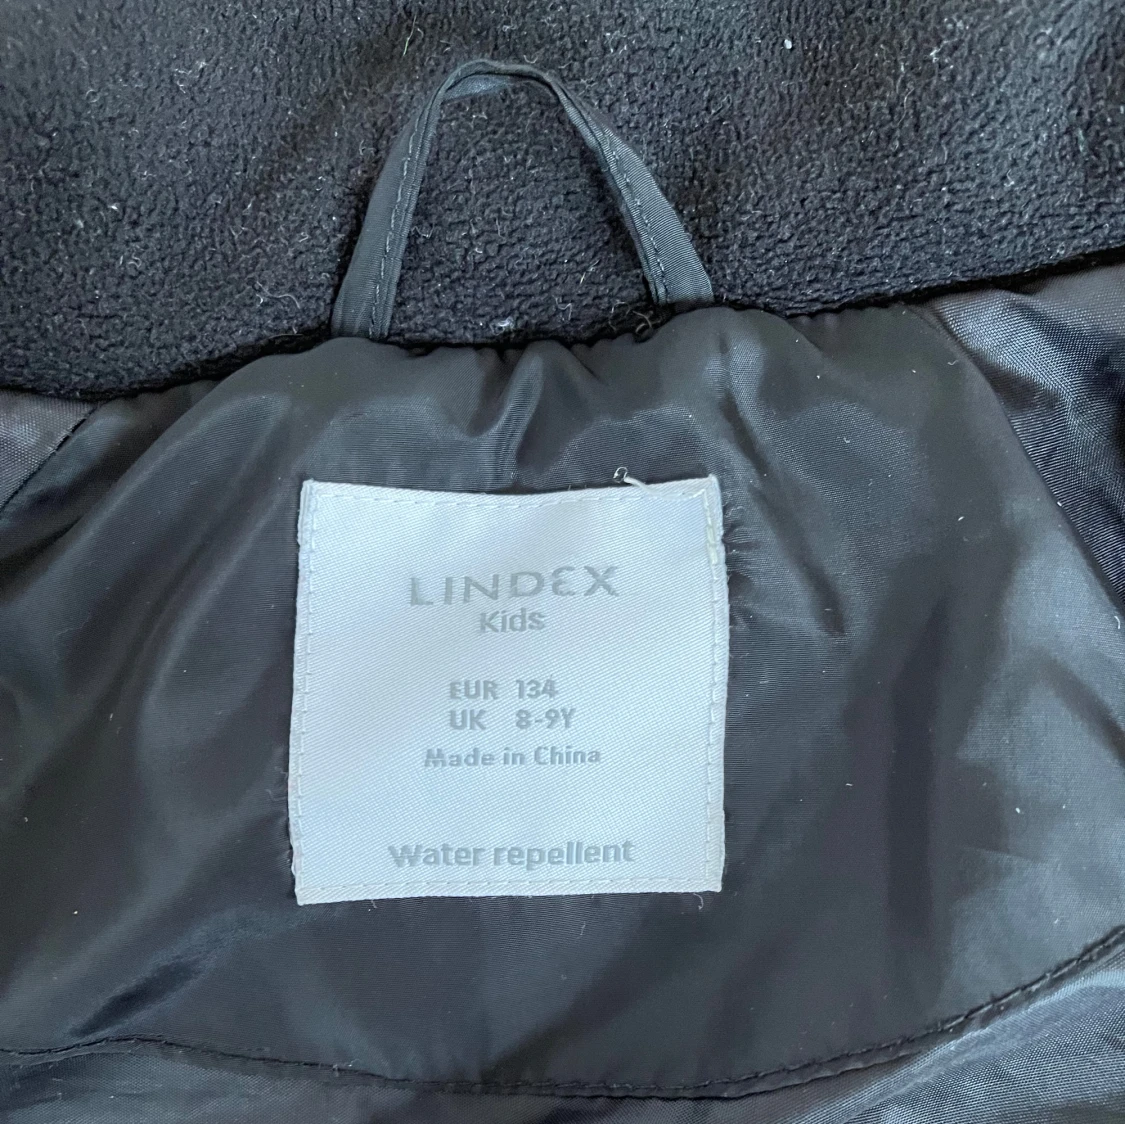 LINDEX
Kids
EUR 134
UK 8-9Y
Made in China
Water repellent